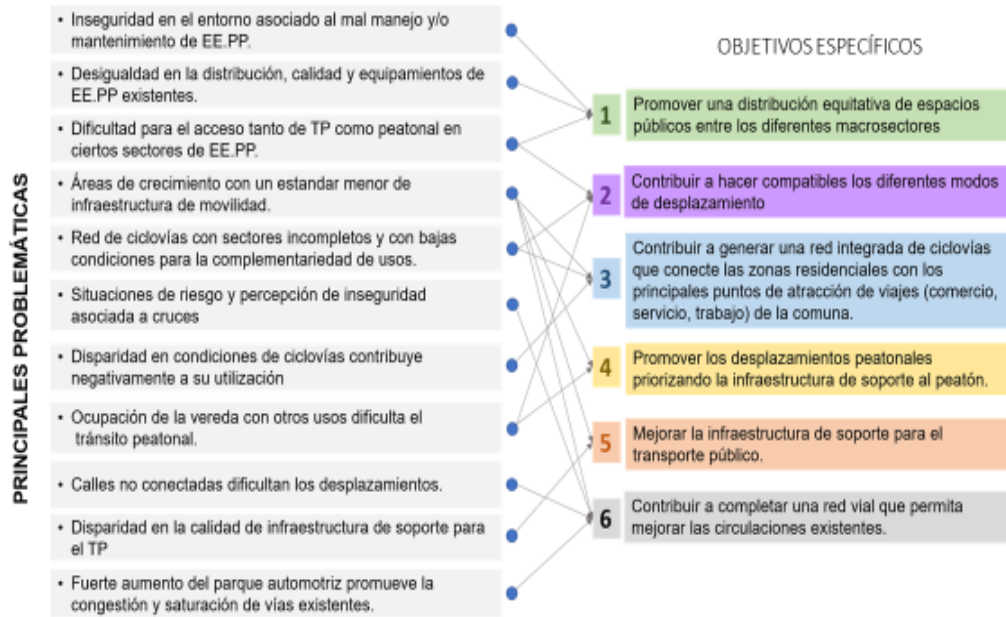 PRINCIPALES PROBLEMÁTICAS
• Inseguridad en el entorno asociado al mal manejo y/o
mantenimiento de EE.PP.
• Desigualdad en la distribución, calidad y equipamientos de
EE.PP existentes.
• Dificultad para el acceso tanto de TP como peatonal en
ciertos sectores de EE.PP.
• Áreas de crecimiento con un estandar menor de
infraestructura de movilidad.
• Red de ciclovías con sectores incompletos y con bajas
condiciones para la complementariedad de usos.
• Situaciones de riesgo y percepción de inseguridad
asociada a cruces
• Disparidad en condiciones de ciclovías contribuye
negativamente a su utilización
• Ocupación de la vereda con otros usos dificulta el
tránsito peatonal.
• Calles no conectadas dificultan los desplazamientos.
• Disparidad en la calidad de infraestructura de soporte para
el TP
• Fuerte aumento del parque automotriz promueve la
congestión y saturación de vías existentes.
OBJETIVOS ESPECÍFICOS
1
Promover una distribución equitativa de espacios
públicos entre los diferentes macrosectores
2
Contribuir a hacer compatibles los diferentes modos
de desplazamiento
3
Contribuir a generar una red integrada de ciclovías
que conecte las zonas residenciales con los
principales puntos de atracción de viajes (comercio,
servicio, trabajo) de la comuna.
4
Promover los desplazamientos peatonales
priorizando la infraestructura de soporte al peatón.
5
Mejorar la infraestructura de soporte para el
transporte público.
6
Contribuir a completar una red vial que permita
mejorar las circulaciones existentes.